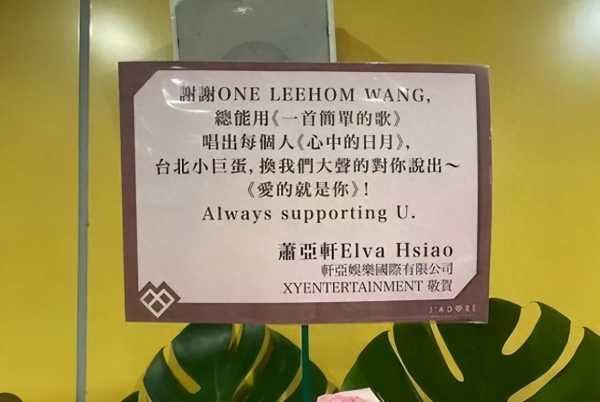 謝謝ONE LEEHOM WANG,
總能用《一首簡單的歌》
唱出每個人《心中的日月》,
台北小巨蛋,換我們大聲的對你說出～
《愛的就是你》!
Always supporting U.
蕭亞軒Elva Hsiao
軒亞娛樂國際有限公司
XYENTERTAINMENT 敬賀
J'ADORE